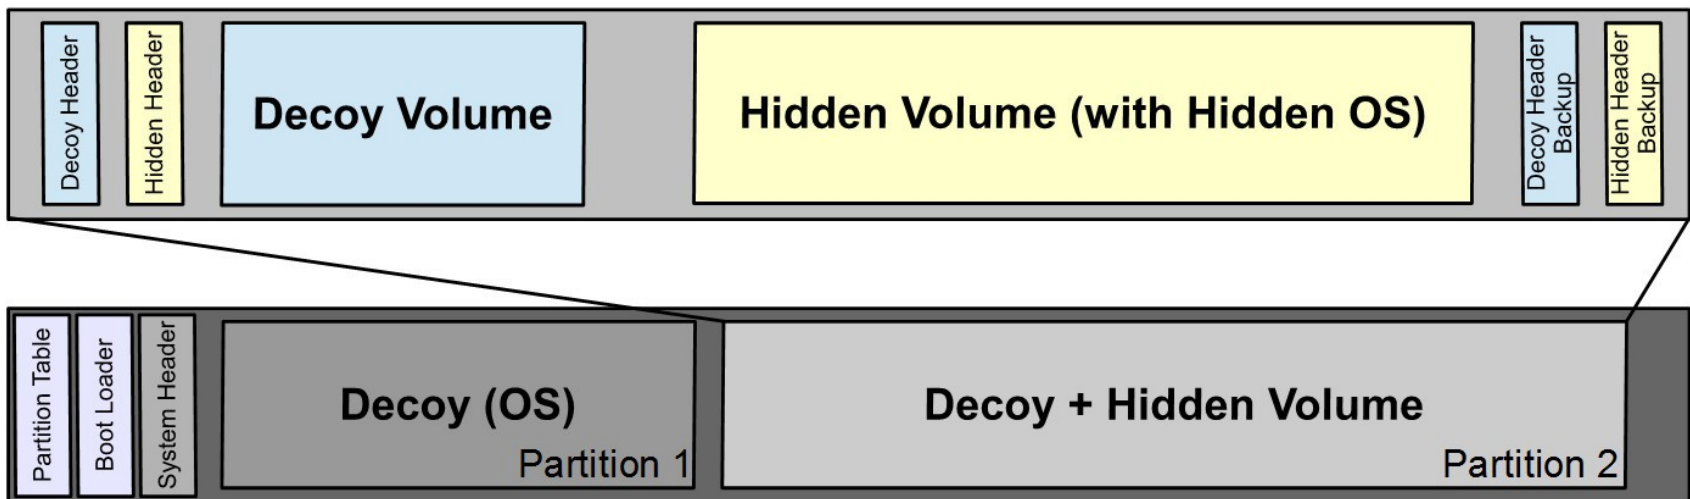 Decoy Header
Hidden Header
Decoy Volume
Hidden Volume (with Hidden OS)
Decoy Header
Backup
Hidden Header
Backup
Partition Table
Boot Loader
System Header
Decoy (OS)
Partition 1
Decoy + Hidden Volume
Partition 2